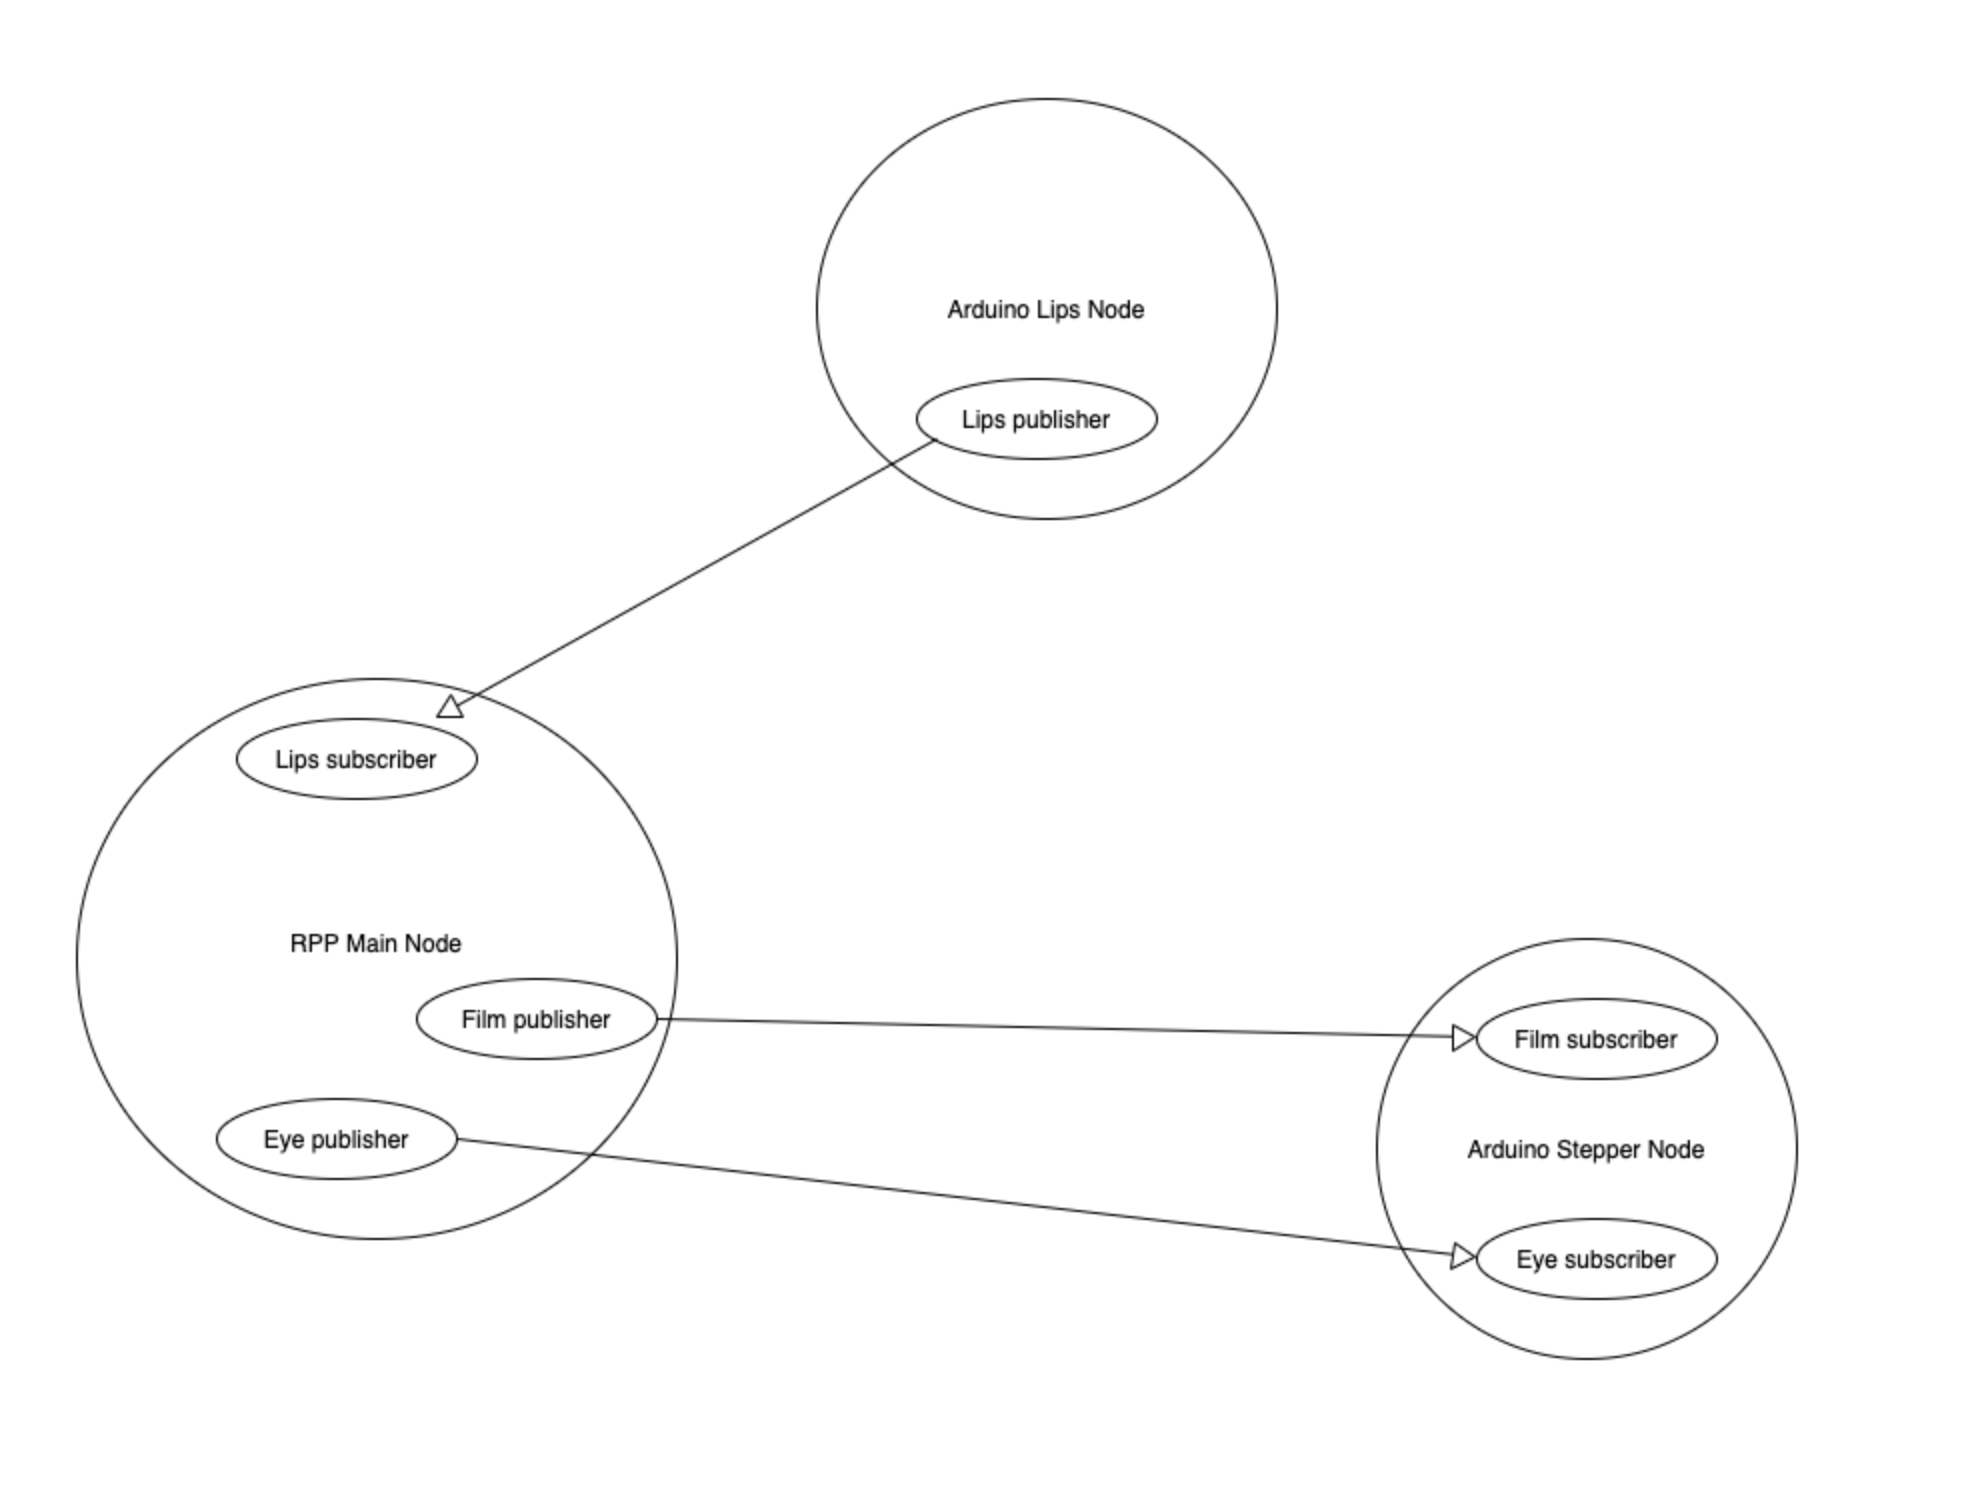 Arduino Lips Node
Lips publisher
Lips subscriber
RPP Main Node
Film publisher
Eye publisher
Film subscriber
Arduino Stepper Node
Eye subscriber